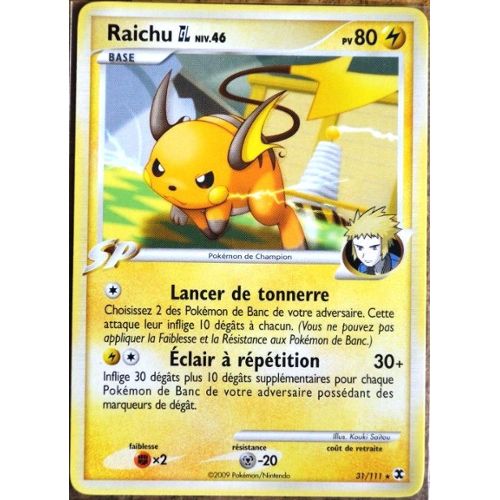 Raichu GL NIV.46
PV 80
BASE
SP
Pokémon de Champion
Lancer de tonnerre
Choisissez 2 des Pokémon de Banc de votre adversaire. Cette
attaque leur inflige 10 dégâts à chacun. (Vous ne pouvez pas
appliquer la Faiblesse et la Résistance aux Pokémon de Banc.)
Éclair à répétition 30+
Inflige 30 dégâts plus 10 dégâts supplémentaires pour chaque
Pokémon de Banc de votre adversaire possédant des
marqueurs de dégât.
Illus. Kouki Saitou
faiblesse résistance coût de retraite
×2 -20
©2009 Pokémon/Nintendo 31/111